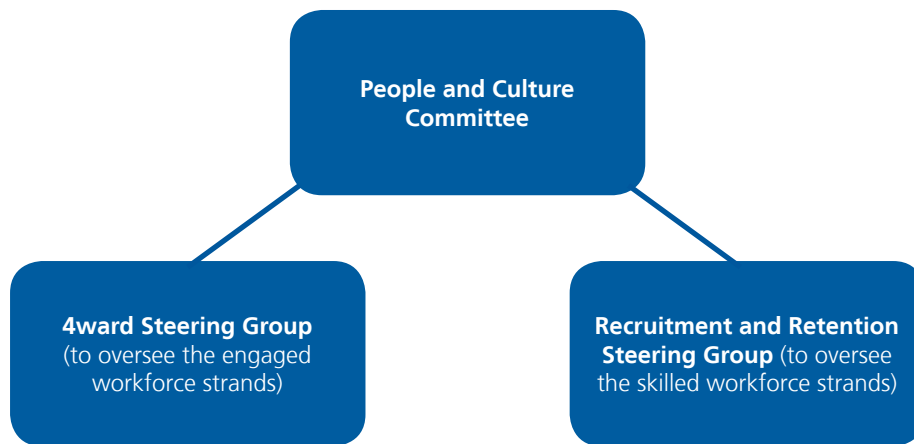 People and Culture
Committee
4ward Steering Group
(to oversee the engaged
workforce strands)
Recruitment and Retention
Steering Group (to oversee
the skilled workforce strands)